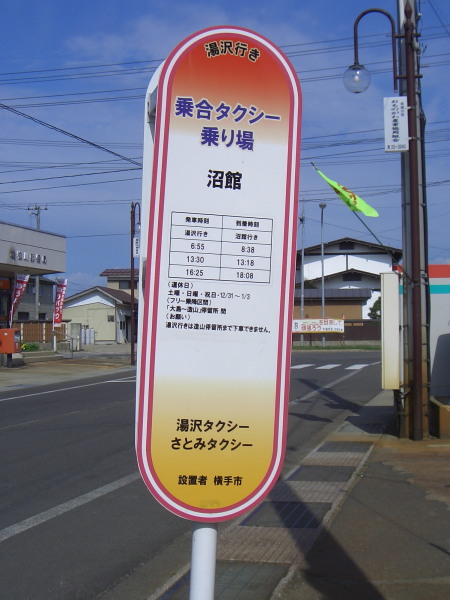 湯沢行き
乗合タクシー
乗り場
沼館
発車時刻 到着時刻
湯沢行き 沼館行き
6:55 8:38
13:30 13:18
16:25 18:08
（運休日）
土曜・日曜・祝日・12/31～1/3
（フリー乗降区間）
「大島～造山」停留所 間
（お願い）
湯沢行きは造山停留所まで下車できません。
湯沢タクシー
さとみタクシー
設置者 横手市